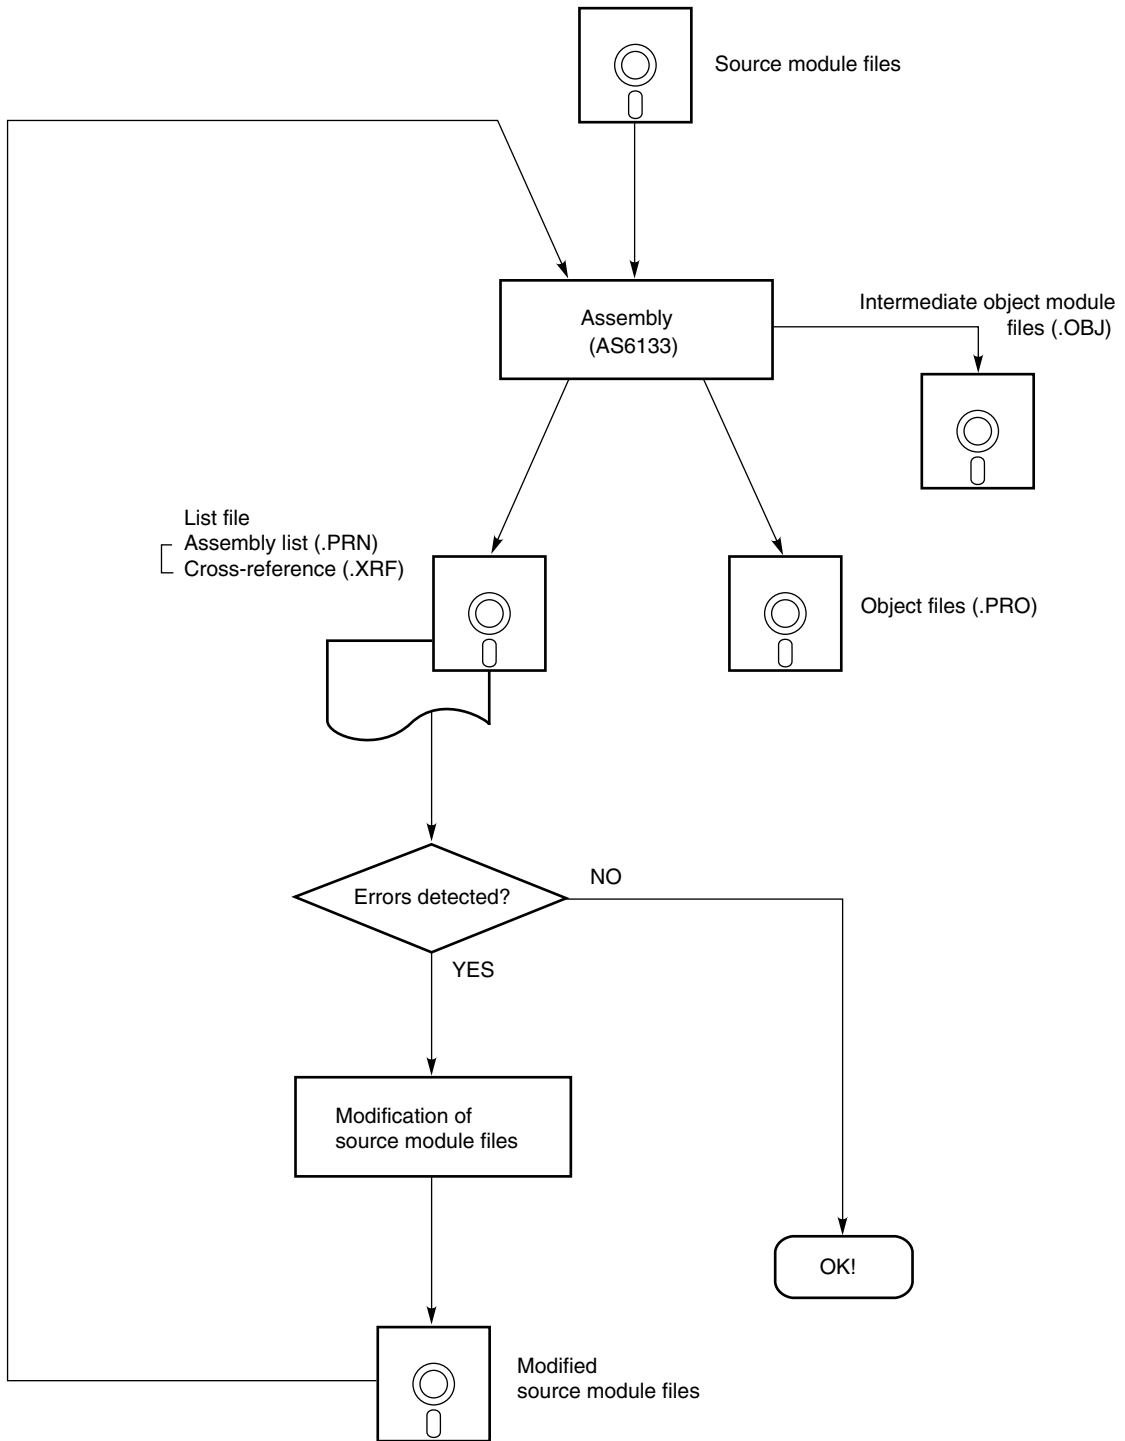 Source module files
Assembly
(AS6133)
Intermediate object module
files (.OBJ)
List file
Assembly list (.PRN)
Cross-reference (.XRF)
Object files (.PRO)
Errors detected?
NO
YES
Modification of
source module files
OK!
Modified
source module files